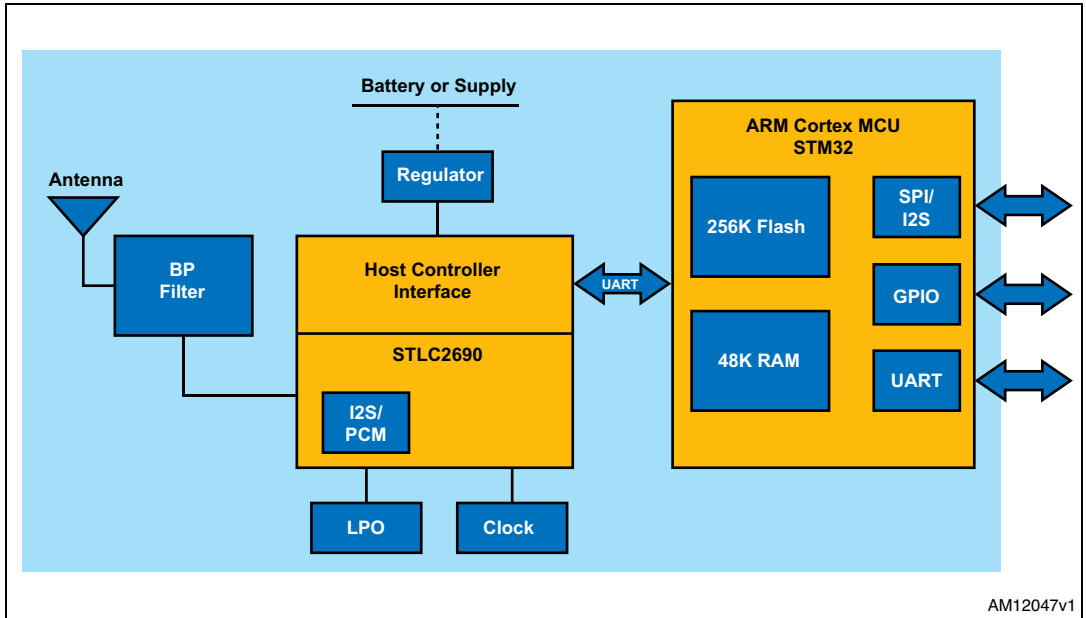 Battery or Supply
Regulator
Antenna
BP
Filter
Host Controller
Interface
STLC2690
I2S/
PCM
LPO
Clock
UART
ARM Cortex MCU
STM32
256K Flash
48K RAM
SPI/
I2S
GPIO
UART
AM12047v1